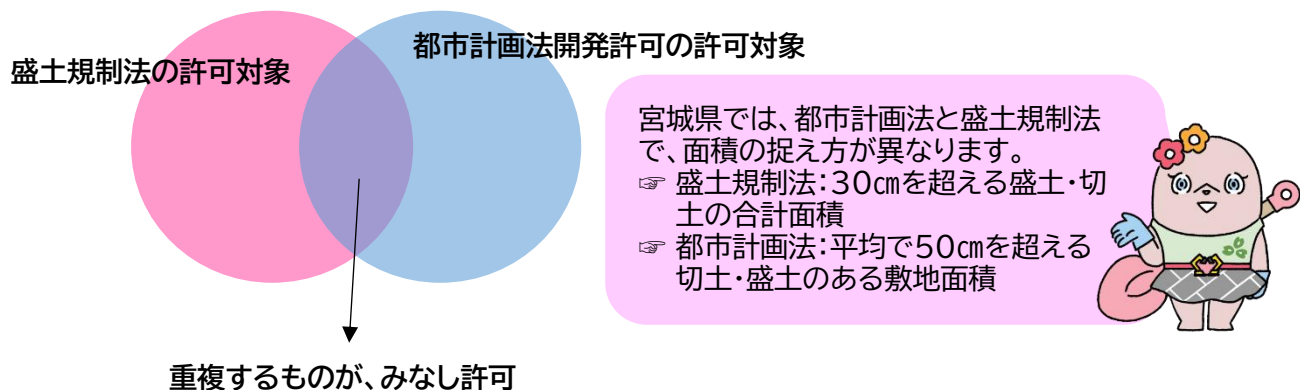 都市計画法開発許可の許可対象
盛土規制法の許可対象
宮城県では、都市計画法と盛土規制法
で、面積の捉え方が異なります。
☞ 盛土規制法:30㎝を超える盛土・切
土の合計面積
☞ 都市計画法:平均で50㎝を超える
切土・盛土のある敷地面積
重複するものが、みなし許可